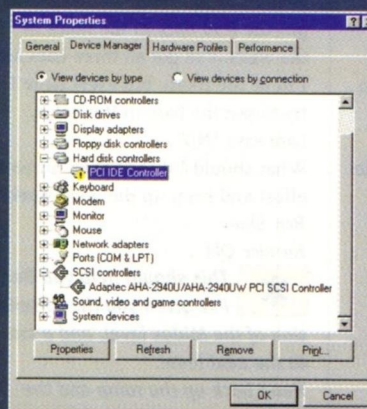 System Properties
General Device Manager Hardware Profiles Performance
View devices by type View devices by connection
CD-ROM controllers
Disk drives
Display adapters
Floppy disk controllers
Hard disk controllers
PCI IDE Controller
Keyboard
Modem
Monitor
Mouse
Network adapters
Ports (COM & LPT)
SCSI controllers
Adaptec AHA-2940U/AHA-2940UW PCI SCSI Controller
Sound, video and game controllers
System devices
Properties Refresh Remove Print...
OK Cancel